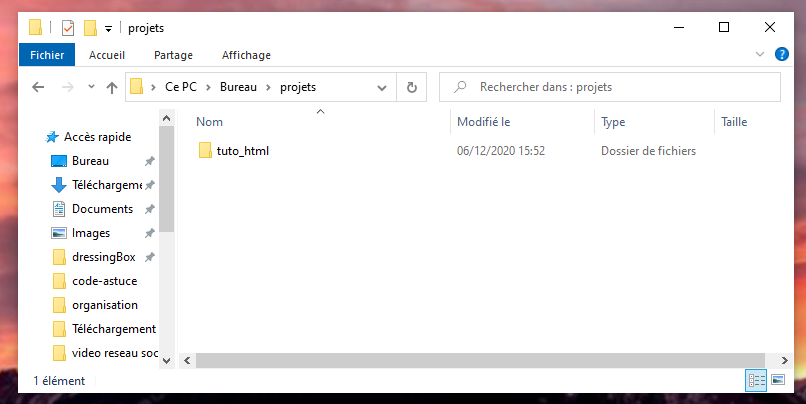 projets
Fichier Accueil Partage Affichage
Ce PC Bureau projets Rechercher dans : projets
Nom Modifié le Type Taille
Accès rapide
tuto_html 06/12/2020 15:52 Dossier de fichiers
Bureau
Téléchargeme
Documents
Images
dressingBox
code-astuce
organisation
Téléchargement
video reseau soc
1 élément